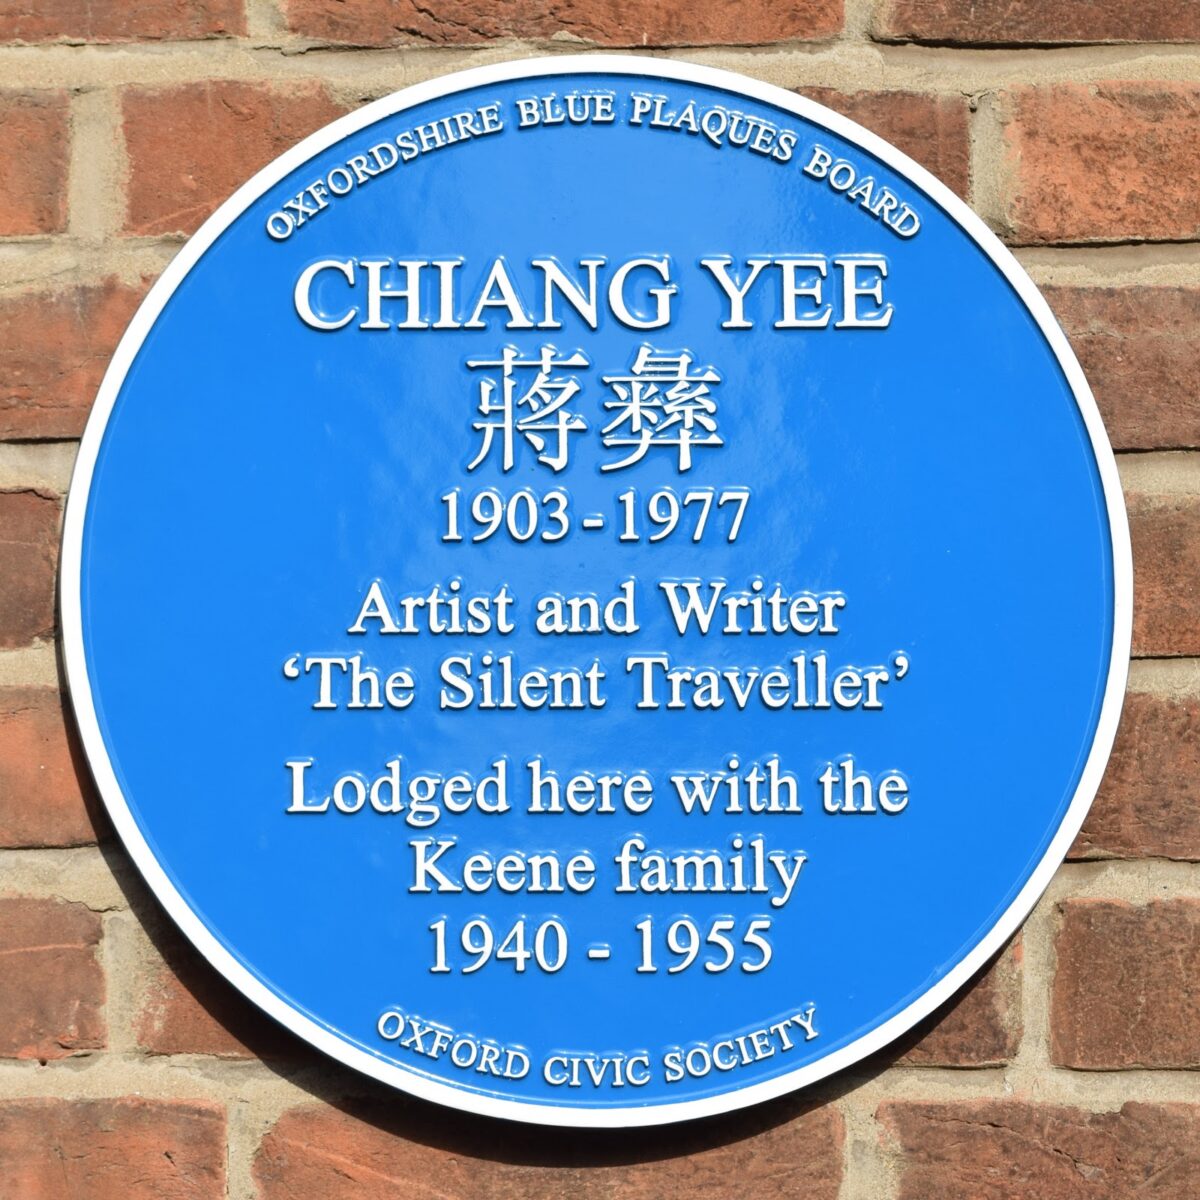 OXFORDSHIRE BLUE PLAQUES BOARD
CHIANG YEE
蔣彝
1903-1977
Artist and Writer
‘The Silent Traveller’
Lodged here with the
Keene family
1940 - 1955
OXFORD CIVIC SOCIETY